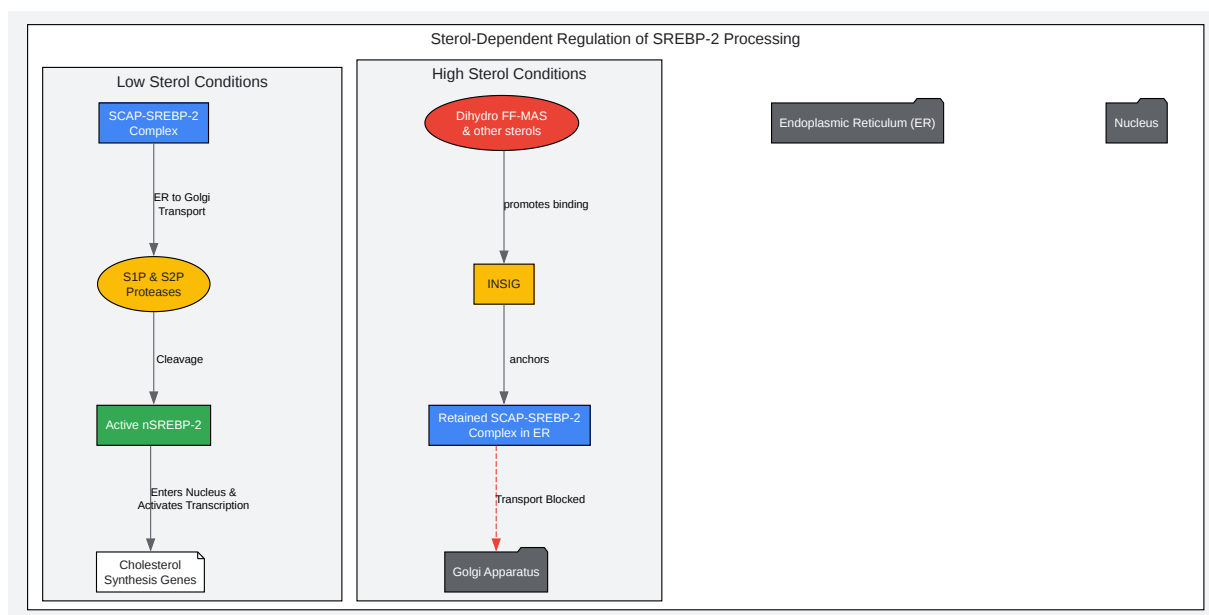 Sterol-Dependent Regulation of SREBP-2 Processing
Low Sterol Conditions
SCAP-SREBP-2
Complex
ER to Golgi
Transport
S1P & S2P
Proteases
Cleavage
Active nSREBP-2
Enters Nucleus &
Activates Transcription
Cholesterol
Synthesis Genes
High Sterol Conditions
Dihydro FF-MAS
& other sterols
promotes binding
INSIG
anchors
Retained SCAP-SREBP-2
Complex in ER
Transport Blocked
Golgi Apparatus
Endoplasmic Reticulum (ER)
Nucleus